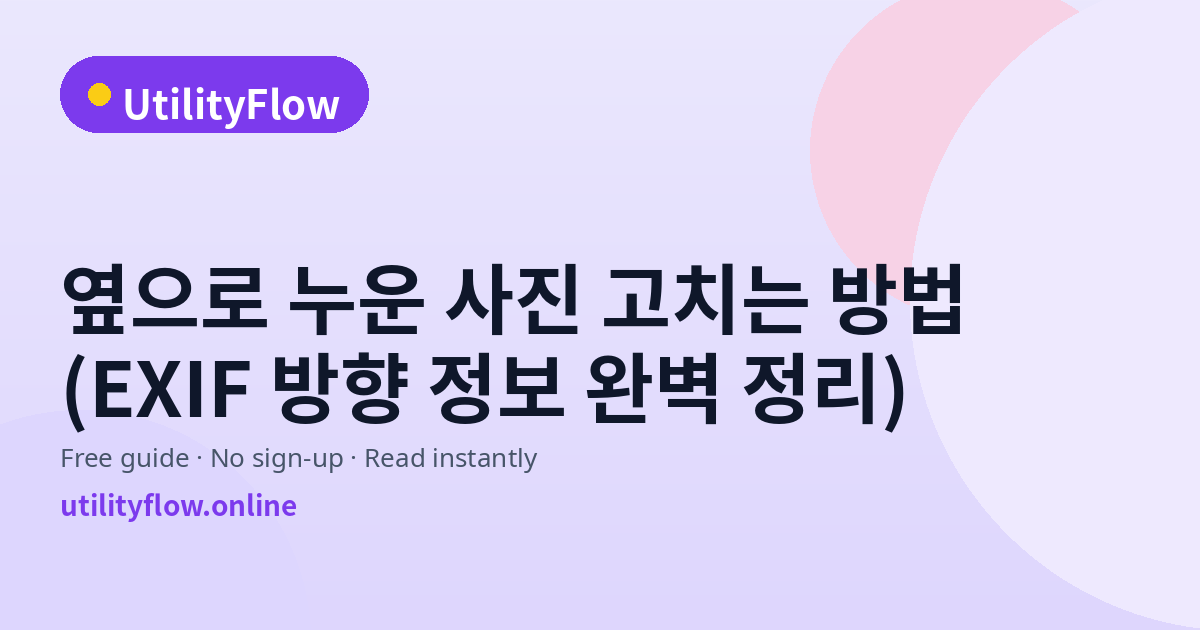 UtilityFlow
옆으로 누운 사진 고치는 방법
(EXIF 방향 정보 완벽 정리)
Free guide · No sign-up · Read instantly
utilityflow.online